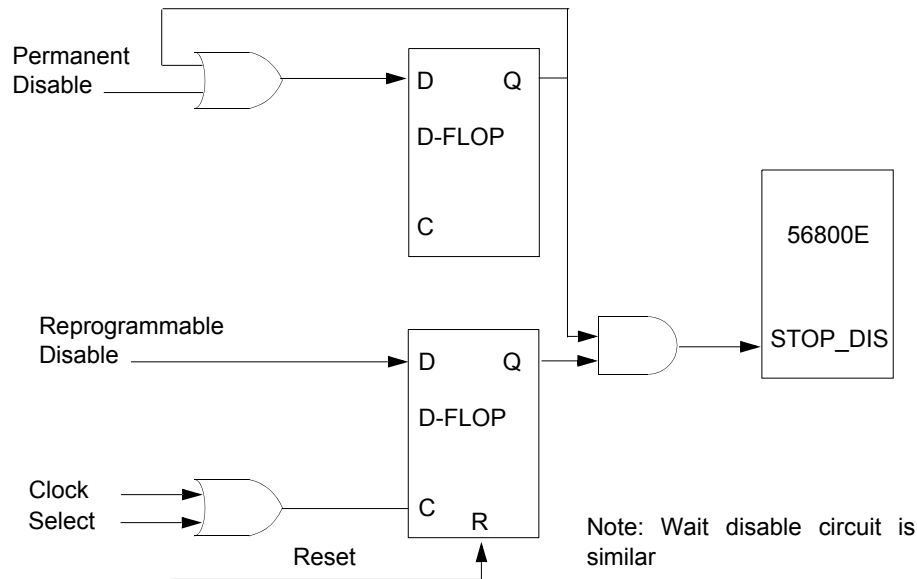 Permanent
Disable
D Q
D-FLOP
C
56800E
STOP_DIS
Reprogrammable
Disable
D Q
D-FLOP
Clock
Select
C
R
Reset
Note: Wait disable circuit is
similar